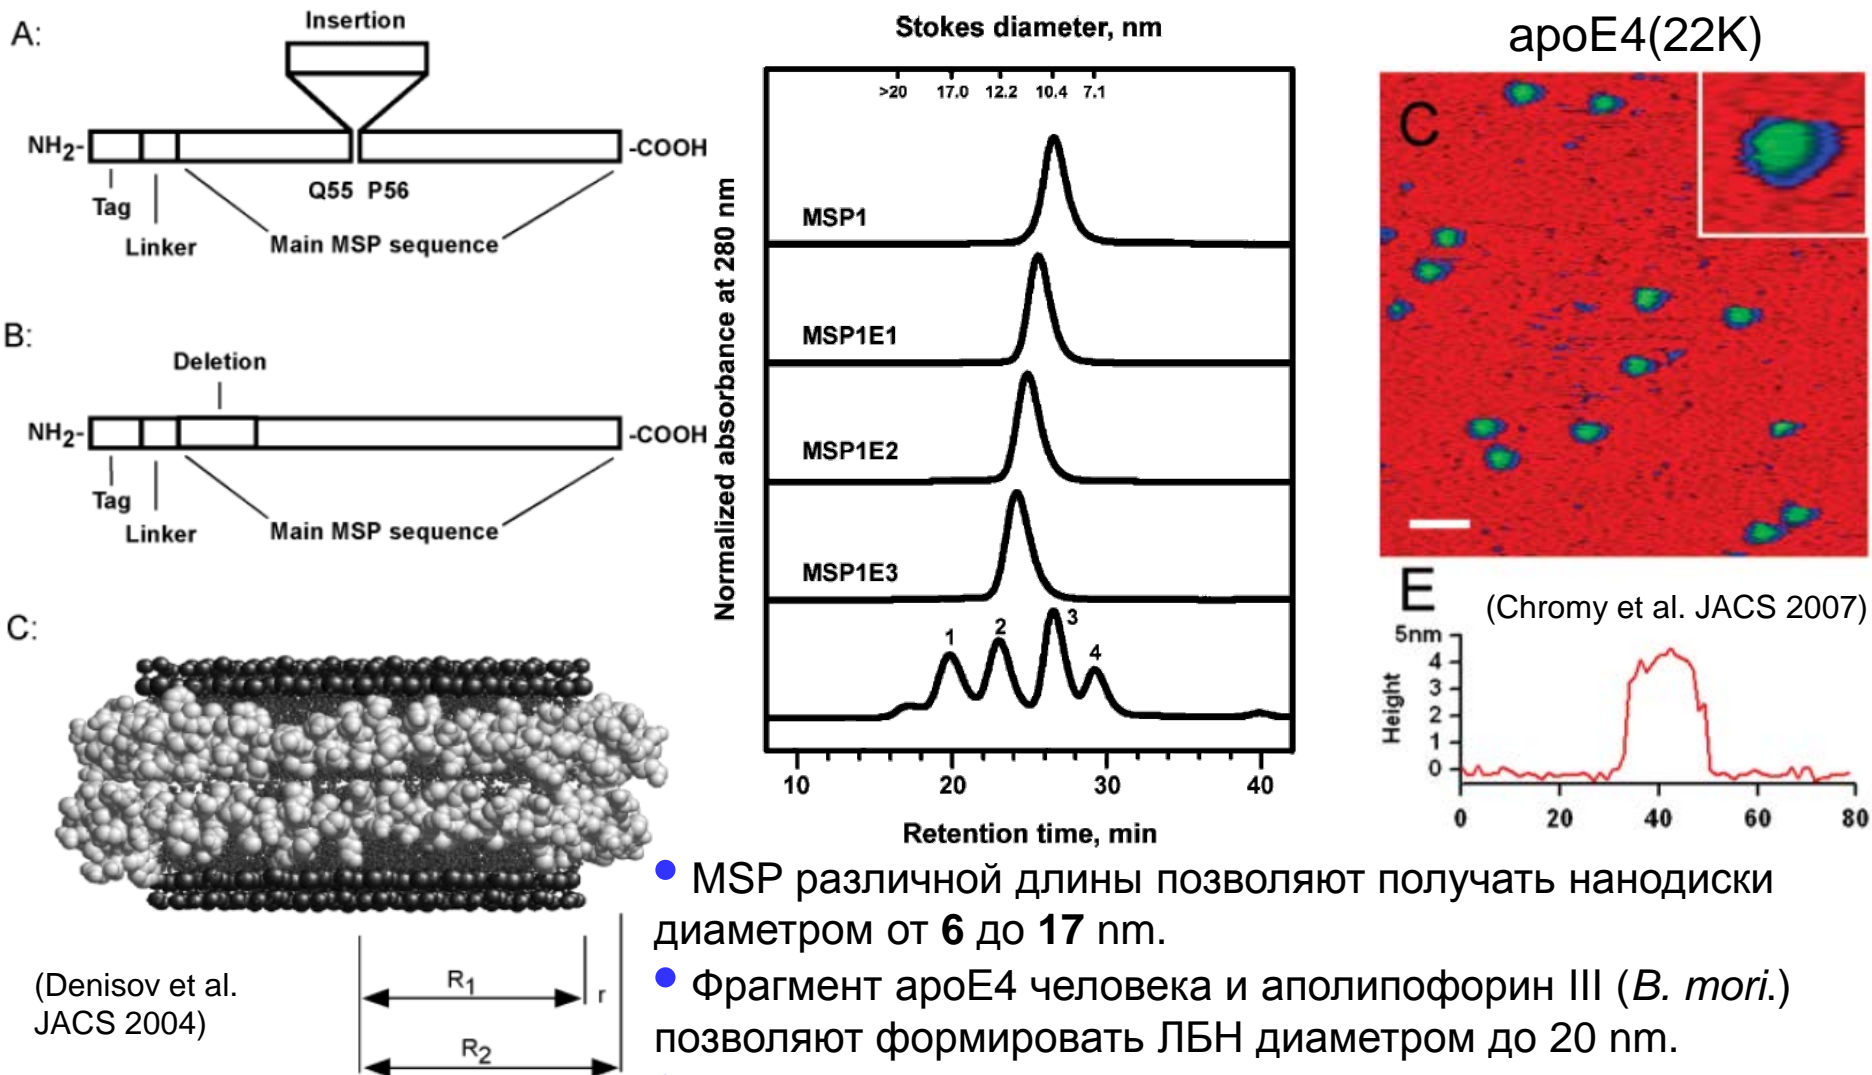 A:
Insertion
NH2-
-COOH
Q55 P56
Tag
Linker
Main MSP sequence
B:
Deletion
NH2-
-COOH
Tag
Linker
Main MSP sequence
C:
(Denisov et al.
JACS 2004)
R1
r
R2
Stokes diameter, nm
>20 17.0 12.2 10.4 7.1
Normalized absorbance at 280 nm
MSP1
MSP1E1
MSP1E2
MSP1E3
1 2 3 4
10 20 30 40
Retention time, min
apoE4(22K)
C
E
(Chromy et al. JACS 2007)
5nm
4
3
2
1
0
Height
0 20 40 60 80
• MSP различной длины позволяют получать нанодиски
диаметром от 6 до 17 nm.
• Фрагмент apoE4 человека и аполипофорин III (B. mori.)
позволяют формировать ЛБН диаметром до 20 nm.